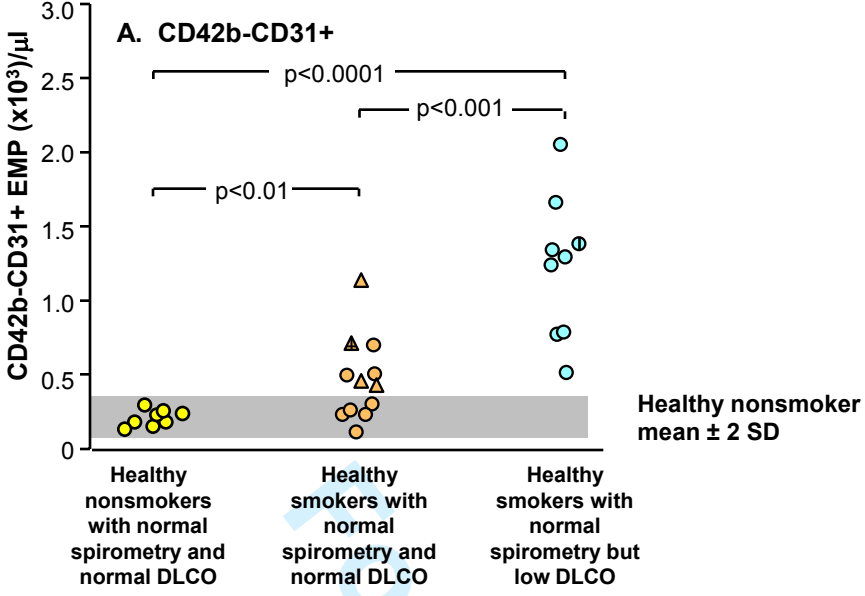 3.0
A. CD42b-CD31+
p<0.0001
2.5
p<0.001
2.0
p<0.01
1.5
1.0
0.5
0
CD42b-CD31+ EMP (x10³)/µl
Healthy nonsmoker
mean ± 2 SD
Healthy
nonsmokers
with normal
spirometry and
normal DLCO
Healthy
smokers with
normal
spirometry and
normal DLCO
Healthy
smokers with
normal
spirometry but
low DLCO
Fo